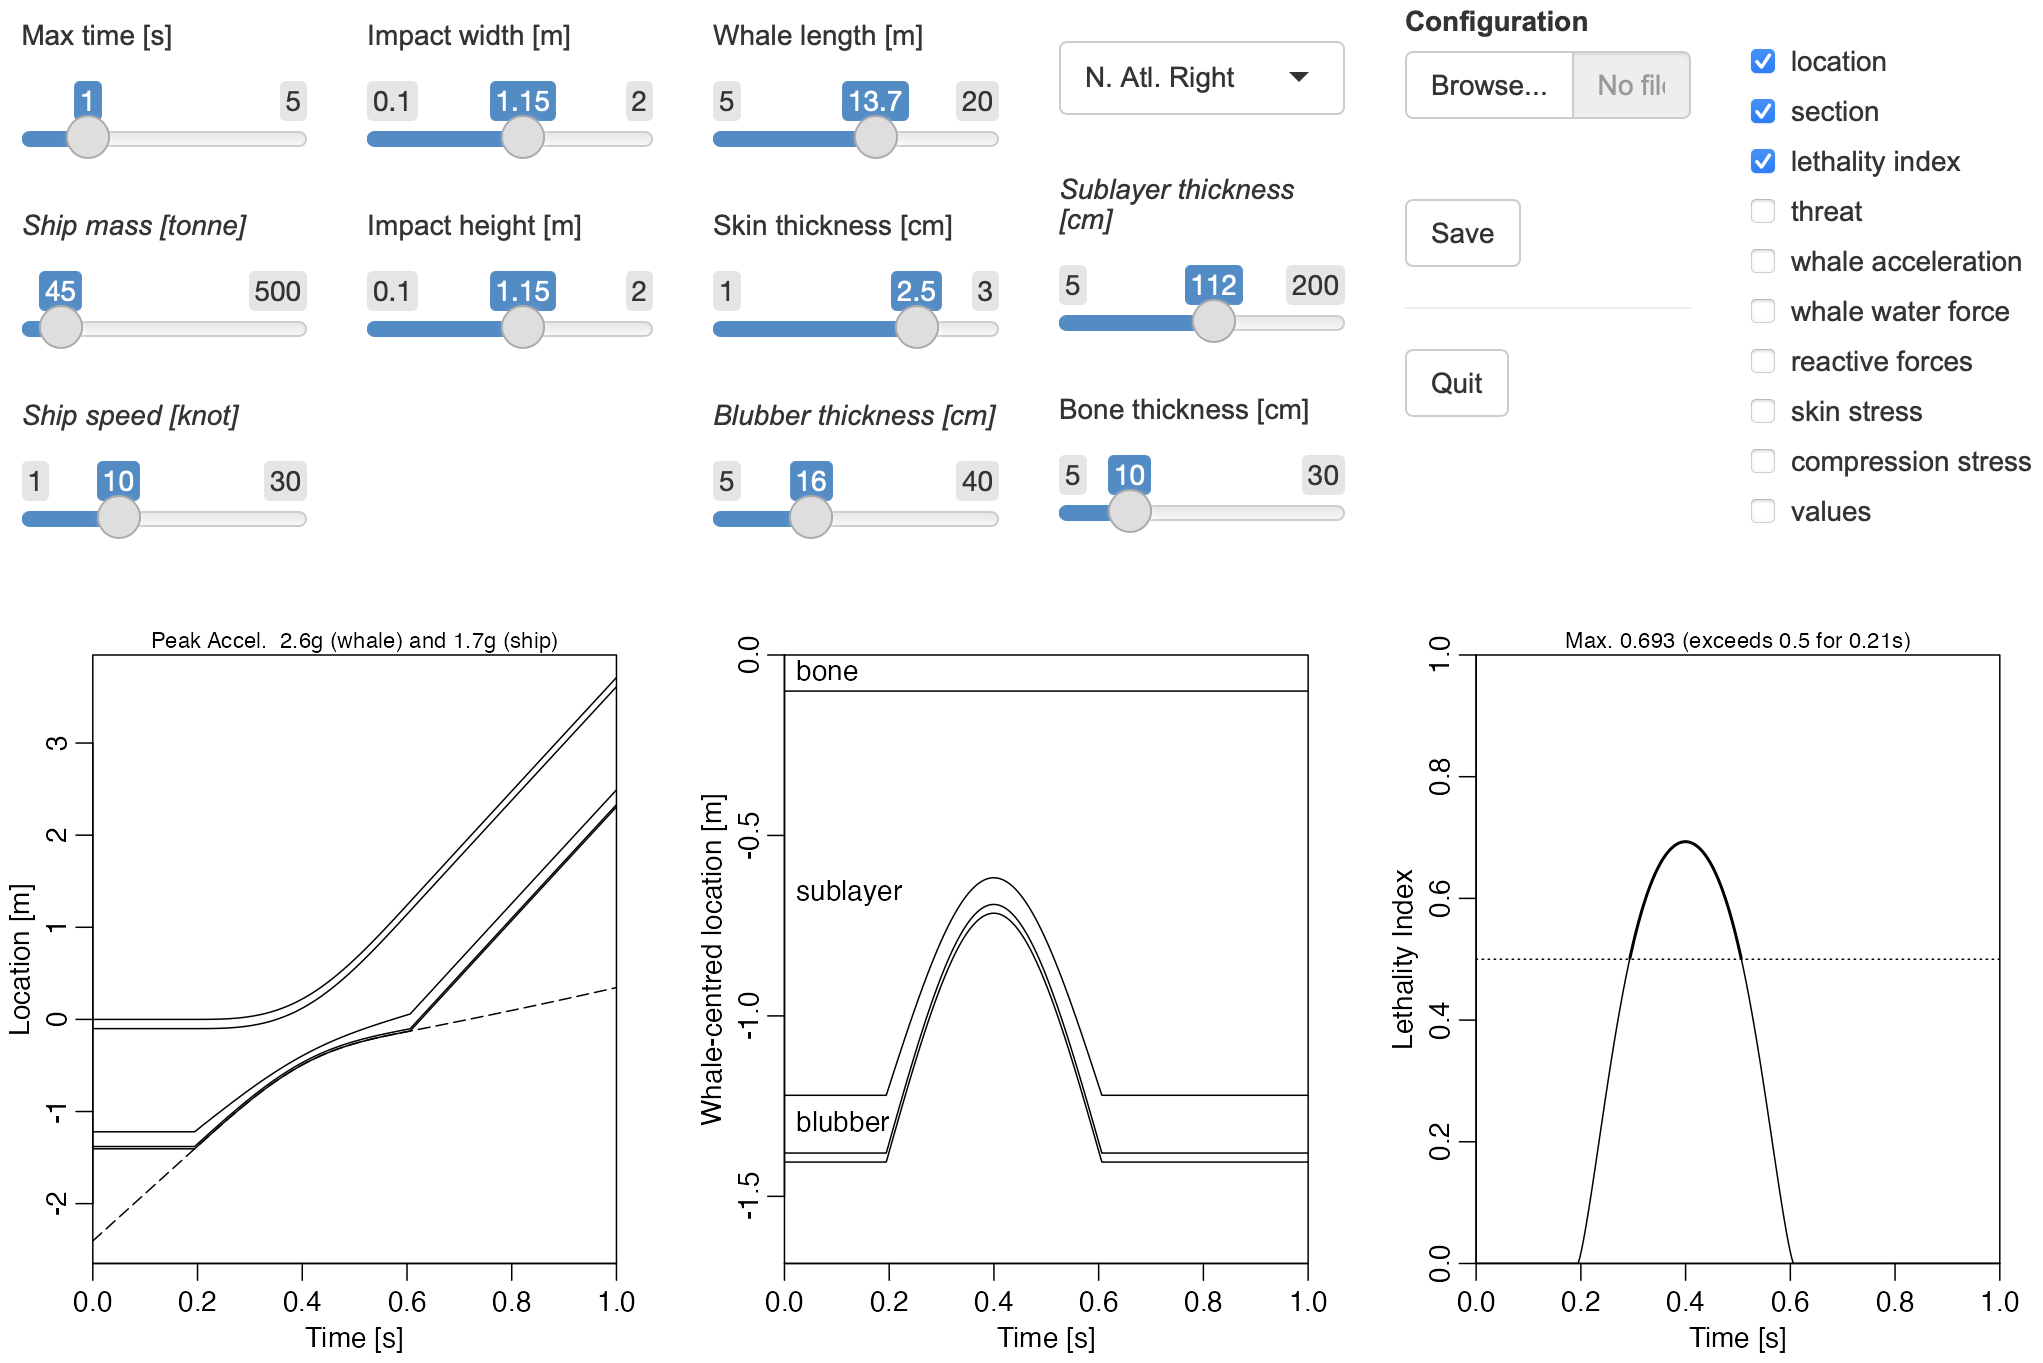 Max time [s]
1
5
Ship mass [tonne]
45
500
Ship speed [knot]
1
10
30
Impact width [m]
0.1
1.15
2
Impact height [m]
0.1
1.15
2
Whale length [m]
5
13.7
20
Skin thickness [cm]
1
2.5
3
Blubber thickness [cm]
5
16
40
N. Atl. Right
Sublayer thickness
[cm]
5
112
200
Bone thickness [cm]
5
10
30
Configuration
Browse...
No fil
Save
Quit
location
section
lethality index
threat
whale acceleration
whale water force
reactive forces
skin stress
compression stress
values
Peak Accel. 2.6g (whale) and 1.7g (ship)
Location [m]
3
2
1
0
-1
-2
0.0 0.2 0.4 0.6 0.8 1.0
Time [s]
Whale-centred location [m]
0.0
-0.5
-1.0
-1.5
bone
sublayer
blubber
0.0 0.2 0.4 0.6 0.8 1.0
Time [s]
Max. 0.693 (exceeds 0.5 for 0.21s)
Lethality Index
1.0
0.8
0.6
0.4
0.2
0.0
0.0 0.2 0.4 0.6 0.8 1.0
Time [s]